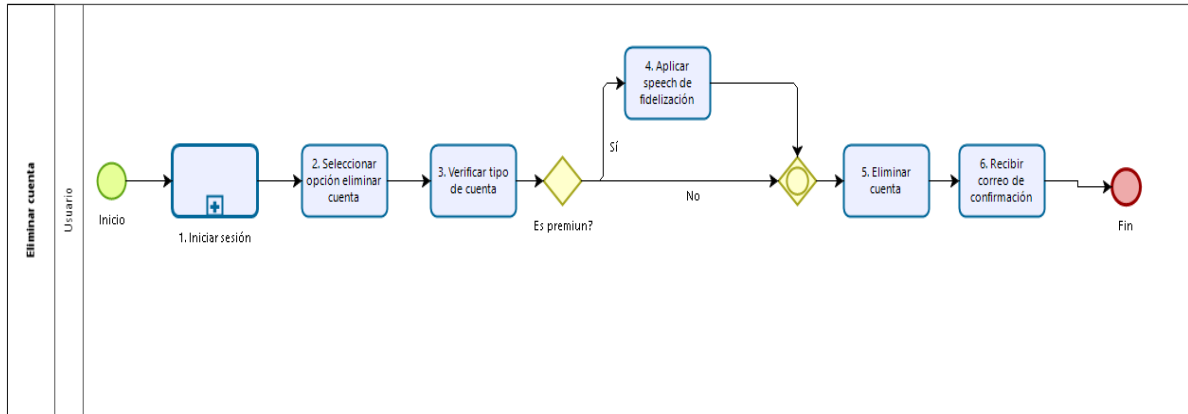 Eliminar cuenta
Usuario
Inicio
1. Iniciar sesión
2. Seleccionar
opción eliminar
cuenta
3. Verificar tipo
de cuenta
Es premiun?
Sí
No
4. Aplicar
speech de
fidelización
5. Eliminar
cuenta
6. Recibir
correo de
confirmación
Fin